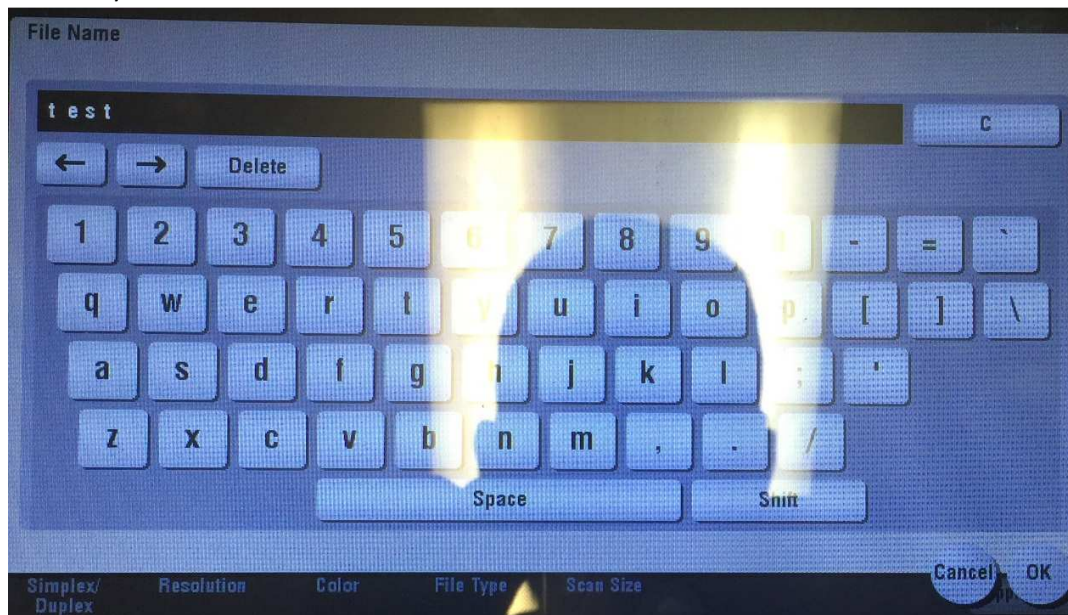 File Name
test
C
← → Delete
1 2 3 4 5 6 7 8 9 - = `
q w e r t y u i o p [ ] \
a s d f g h j k l ; '
z x c v b n m , . /
Space Shift
Cancel OK
Simplex/ Duplex Resolution Color File Type Scan Size